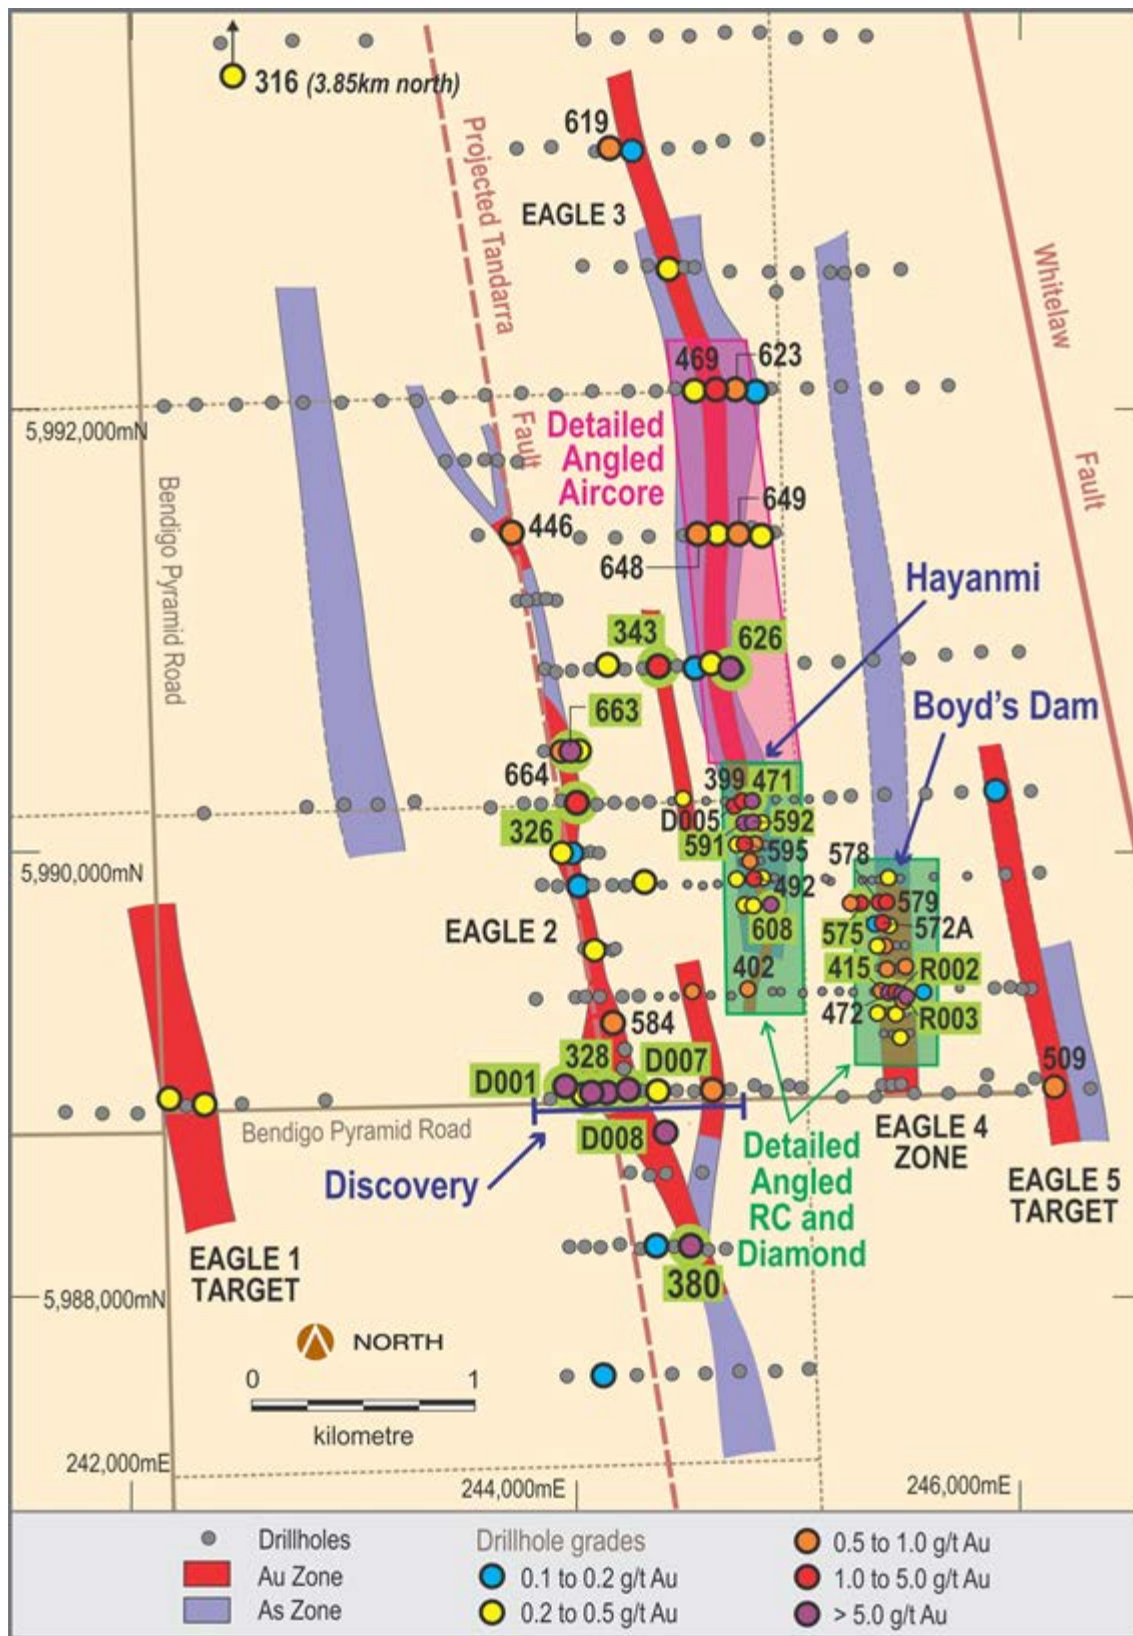 316 (3.85km north)
619
Projected Tandarra
Fault
EAGLE 3
Whitelaw
Fault
469
623
5,992,000mN
Detailed
Angled
Aircore
Bendigo Pyramid Road
446
649
648
Hayanmi
343
626
663
Boyd's Dam
664
399
471
D005
592
326
591
595
578
5,990,000mN
492
579
EAGLE 2
608
575
572A
402
415
R002
584
472
R003
328
D007
D001
509
Bendigo Pyramid Road
D008
EAGLE 4
ZONE
Discovery
Detailed
Angled
RC and
Diamond
EAGLE 5
TARGET
EAGLE 1
TARGET
380
5,988,000mN
NORTH
0
1
kilometre
242,000mE
244,000mE
246,000mE
Drillholes
Au Zone
As Zone
Drillhole grades
0.1 to 0.2 g/t Au
0.2 to 0.5 g/t Au
0.5 to 1.0 g/t Au
1.0 to 5.0 g/t Au
> 5.0 g/t Au